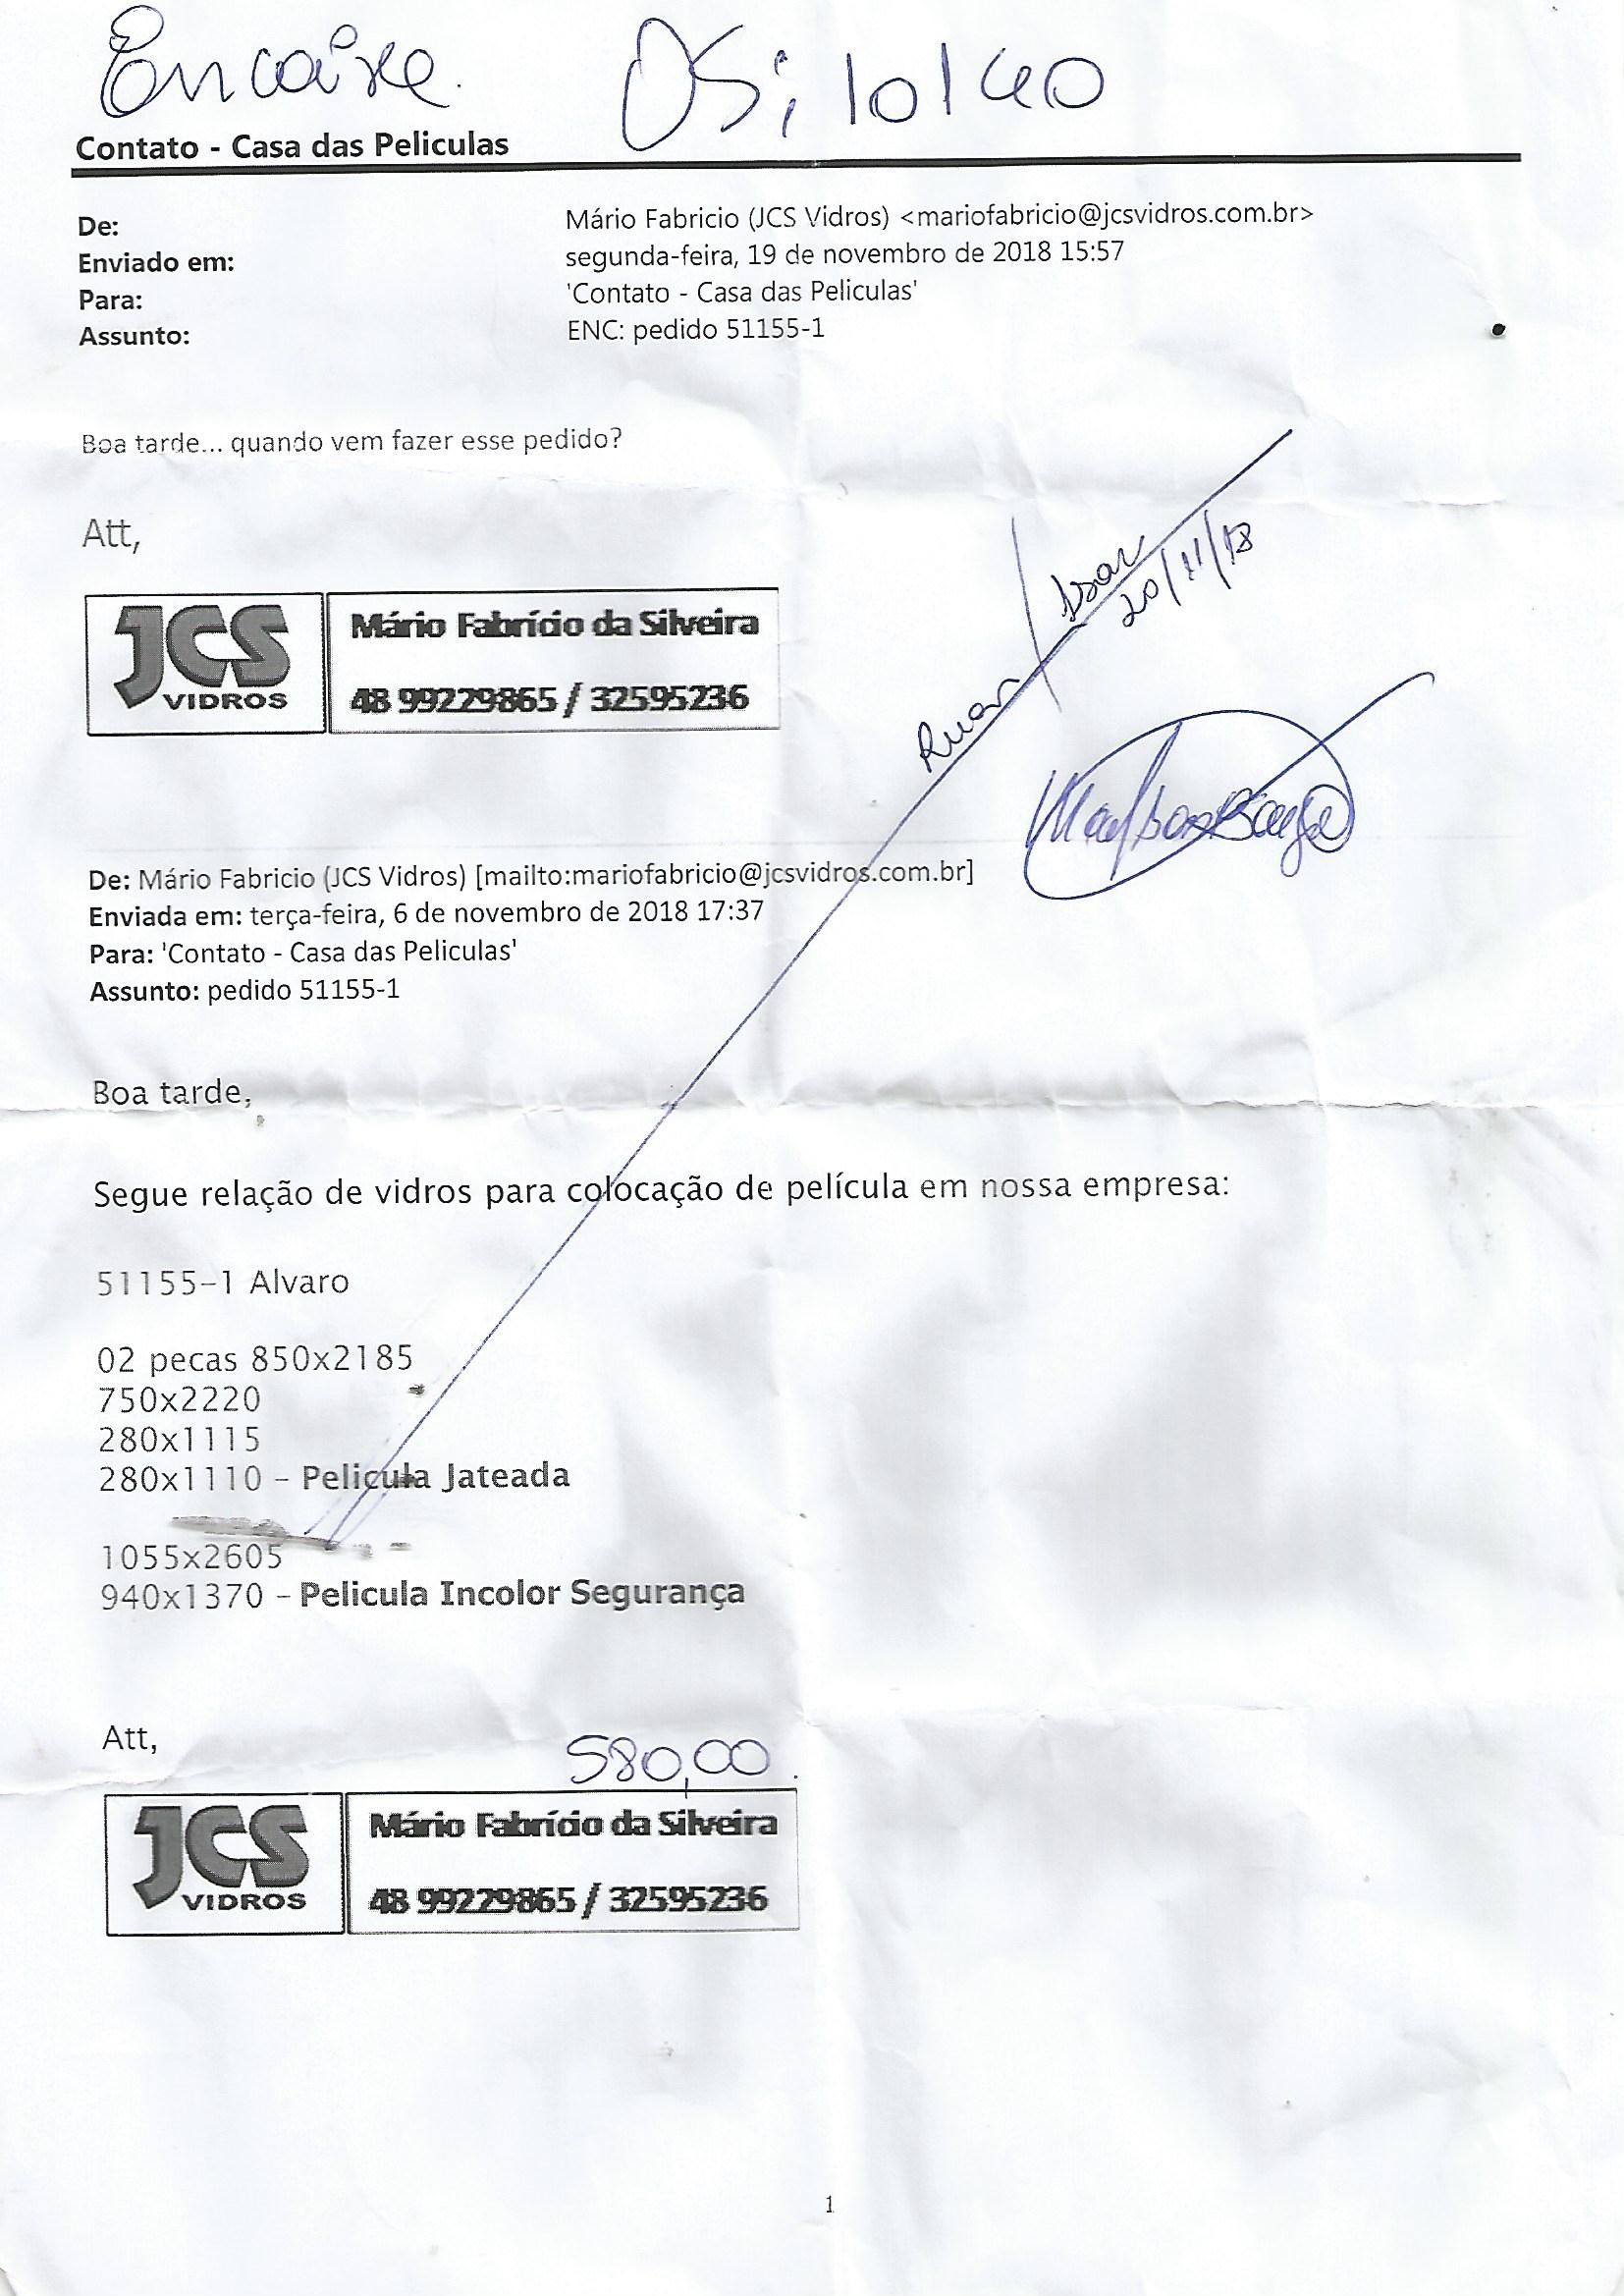 Encaixe. OS; 10140
Contato - Casa das Peliculas
De: Mário Fabricio (JCS Vidros) <mariofabricio@jcsvidros.com.br>
Enviado em: segunda-feira, 19 de novembro de 2018 15:57
Para: 'Contato - Casa das Peliculas'
Assunto: ENC: pedido 51155-1
Boa tarde... quando vem fazer esse pedido?
Ruan / Isac
20/11/18
Att,
JCS
VIDROS
Mário Fabrício da Silveira
48 99229865 / 32595236
De: Mário Fabricio (JCS Vidros) [mailto:mariofabricio@jcsvidros.com.br]
Enviada em: terça-feira, 6 de novembro de 2018 17:37
Para: 'Contato - Casa das Peliculas'
Assunto: pedido 51155-1
Boa tarde,
Segue relação de vidros para colocação de película em nossa empresa:
51155-1 Alvaro
02 pecas 850x2185
750x2220
280x1115
280x1110 - Pelicula Jateada
1055x2605
940x1370 - Pelicula Incolor Segurança
Att,
580,00
JCS
VIDROS
Mário Fabrício da Silveira
48 99229865 / 32595236
1